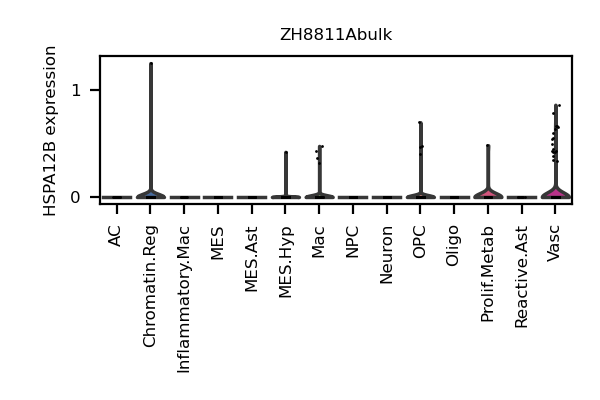 ZH8811Abulk
HSPA12B expression
1
0
AC
Chromatin.Reg
Inflammatory.Mac
MES
MES.Ast
MES.Hyp
Mac
NPC
Neuron
OPC
Oligo
Prolif.Metab
Reactive.Ast
Vasc